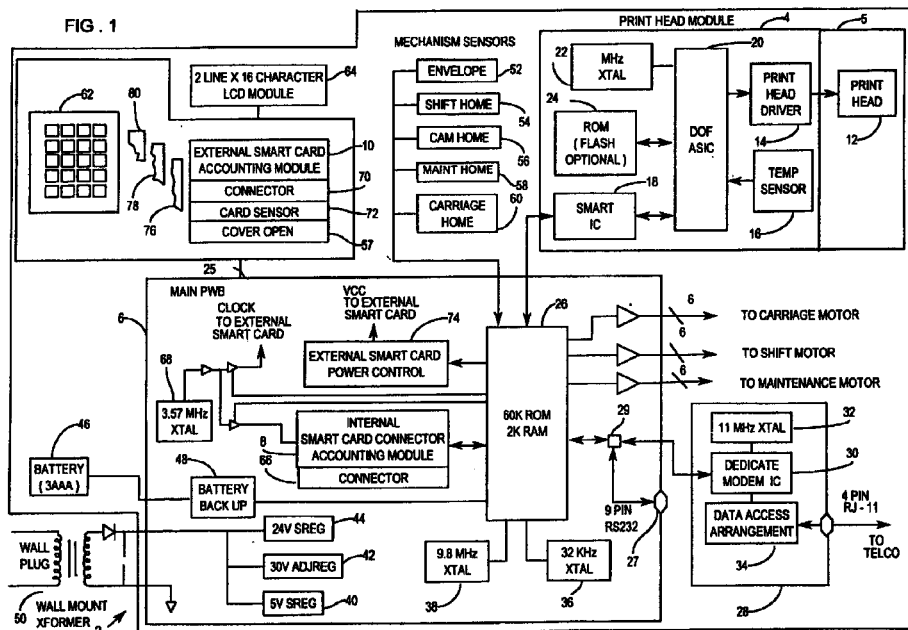 FIG . 1
PRINT HEAD MODULE
4
5
2 LINE X 16 CHARACTER
LCD MODULE
64
MECHANISM SENSORS
ENVELOPE
52
SHIFT HOME
54
CAM HOME
56
MAINT HOME
58
CARRIAGE
HOME
60
22
MHz
XTAL
20
24
ROM
( FLASH
OPTIONAL )
DOF
ASIC
PRINT
HEAD
DRIVER
14
PRINT
HEAD
12
18
SMART
IC
TEMP
SENSOR
16
62
80
78
76
EXTERNAL SMART CARD
ACCOUNTING MODULE
10
CONNECTOR
70
CARD SENSOR
72
COVER OPEN
57
25
MAIN PWB
6
CLOCK
TO EXTERNAL
SMART CARD
VCC
TO EXTERNAL
SMART CARD
74
EXTERNAL SMART CARD
POWER CONTROL
68
3.57 MHz
XTAL
26
60K ROM
2K RAM
6
TO CARRIAGE MOTOR
6
TO SHIFT MOTOR
6
TO MAINTENANCE MOTOR
INTERNAL
SMART CARD CONNECTOR
ACCOUNTING MODULE
8
CONNECTOR
66
46
BATTERY
( 3AAA )
48
BATTERY
BACK UP
29
9 PIN
RS232
27
11 MHz XTAL
32
DEDICATE
MODEM IC
30
DATA ACCESS
ARRANGEMENT
34
4 PIN
RJ - 11
TO
TELCO
28
24V SREG
44
30V ADJREG
42
5V SREG
40
9.8 MHz
XTAL
38
32 KHz
XTAL
36
WALL
PLUG
50
WALL MOUNT
XFORMER